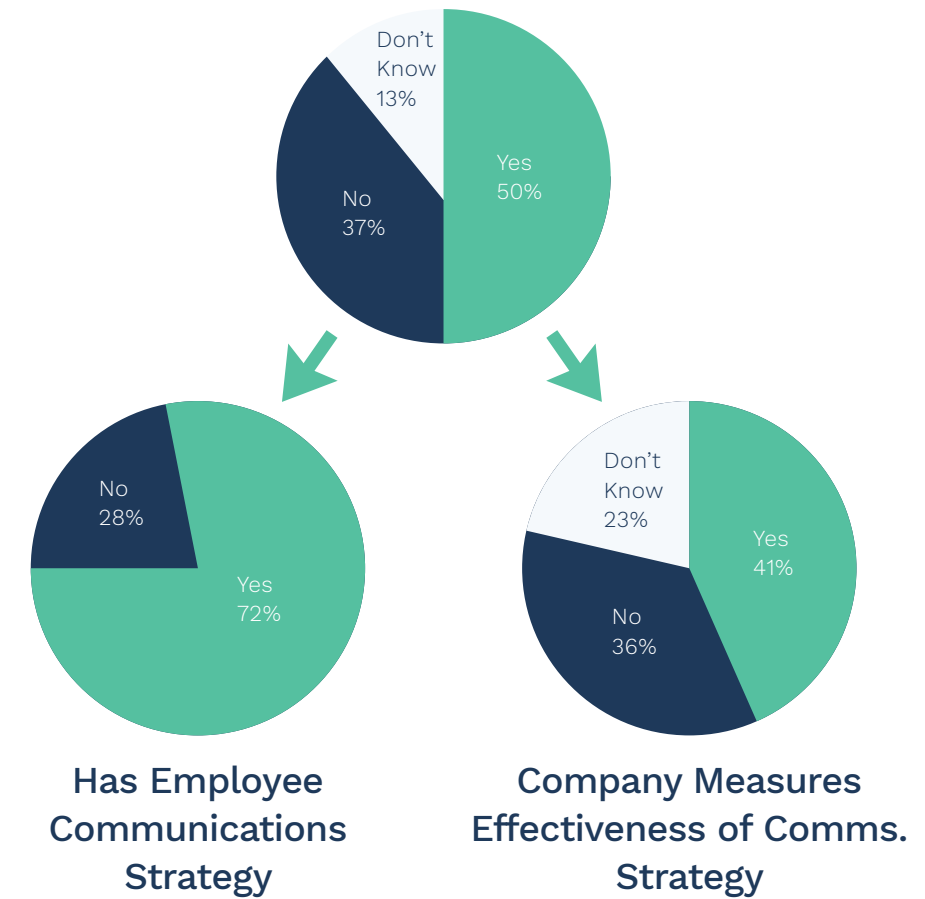 Don’t
Know
13%
Yes
50%
No
37%
No
28%
Yes
72%
Don’t
Know
23%
Yes
41%
No
36%
Has Employee
Communications
Strategy
Company Measures
Effectiveness of Comms.
Strategy